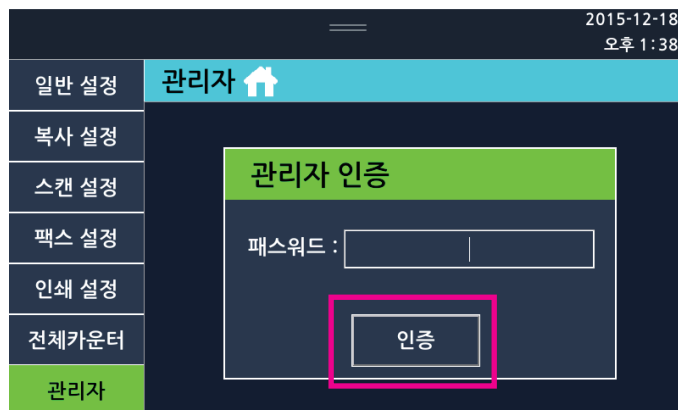 2015-12-18
오후 1:38
일반 설정
복사 설정
스캔 설정
팩스 설정
인쇄 설정
전체카운터
관리자
관리자
관리자 인증
패스워드 :
인증